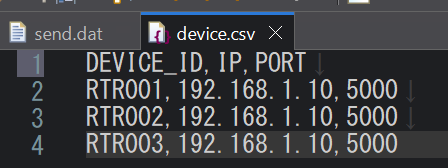 send.dat device.csv
1 DEVICE_ID,IP,PORT↓
2 RTR001,192.168.1.10,5000↓
3 RTR002,192.168.1.10,5000↓
4 RTR003,192.168.1.10,5000